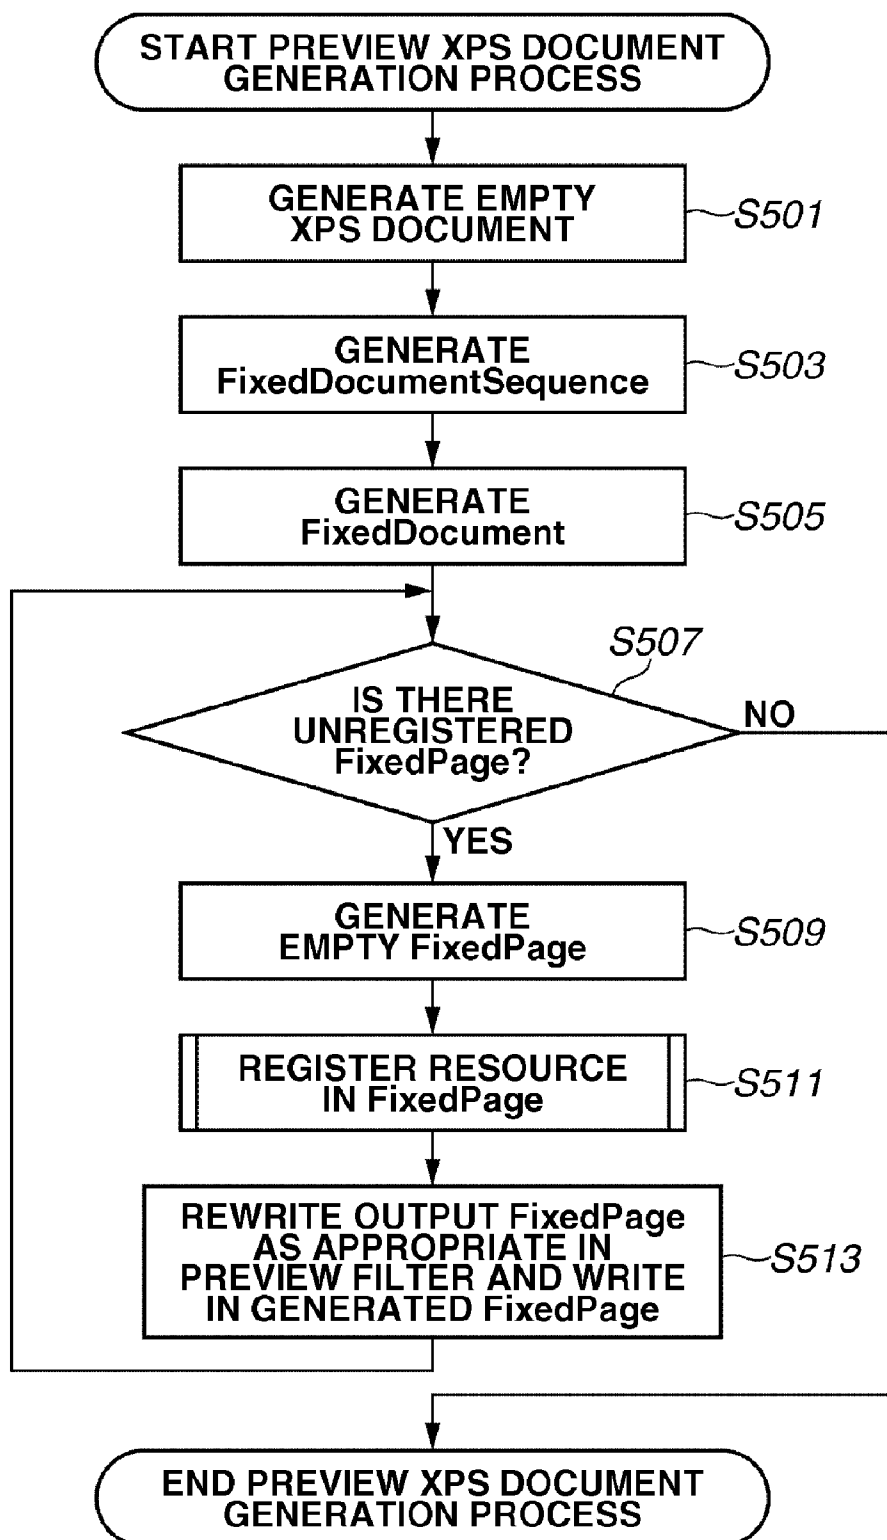 START PREVIEW XPS DOCUMENT
GENERATION PROCESS
GENERATE EMPTY
XPS DOCUMENT
S501
GENERATE
FixedDocumentSequence
S503
GENERATE
FixedDocument
S505
S507
IS THERE
UNREGISTERED
FixedPage?
NO
YES
GENERATE
EMPTY FixedPage
S509
REGISTER RESOURCE
IN FixedPage
S511
REWRITE OUTPUT FixedPage
AS APPROPRIATE IN
PREVIEW FILTER AND WRITE
IN GENERATED FixedPage
S513
END PREVIEW XPS DOCUMENT
GENERATION PROCESS